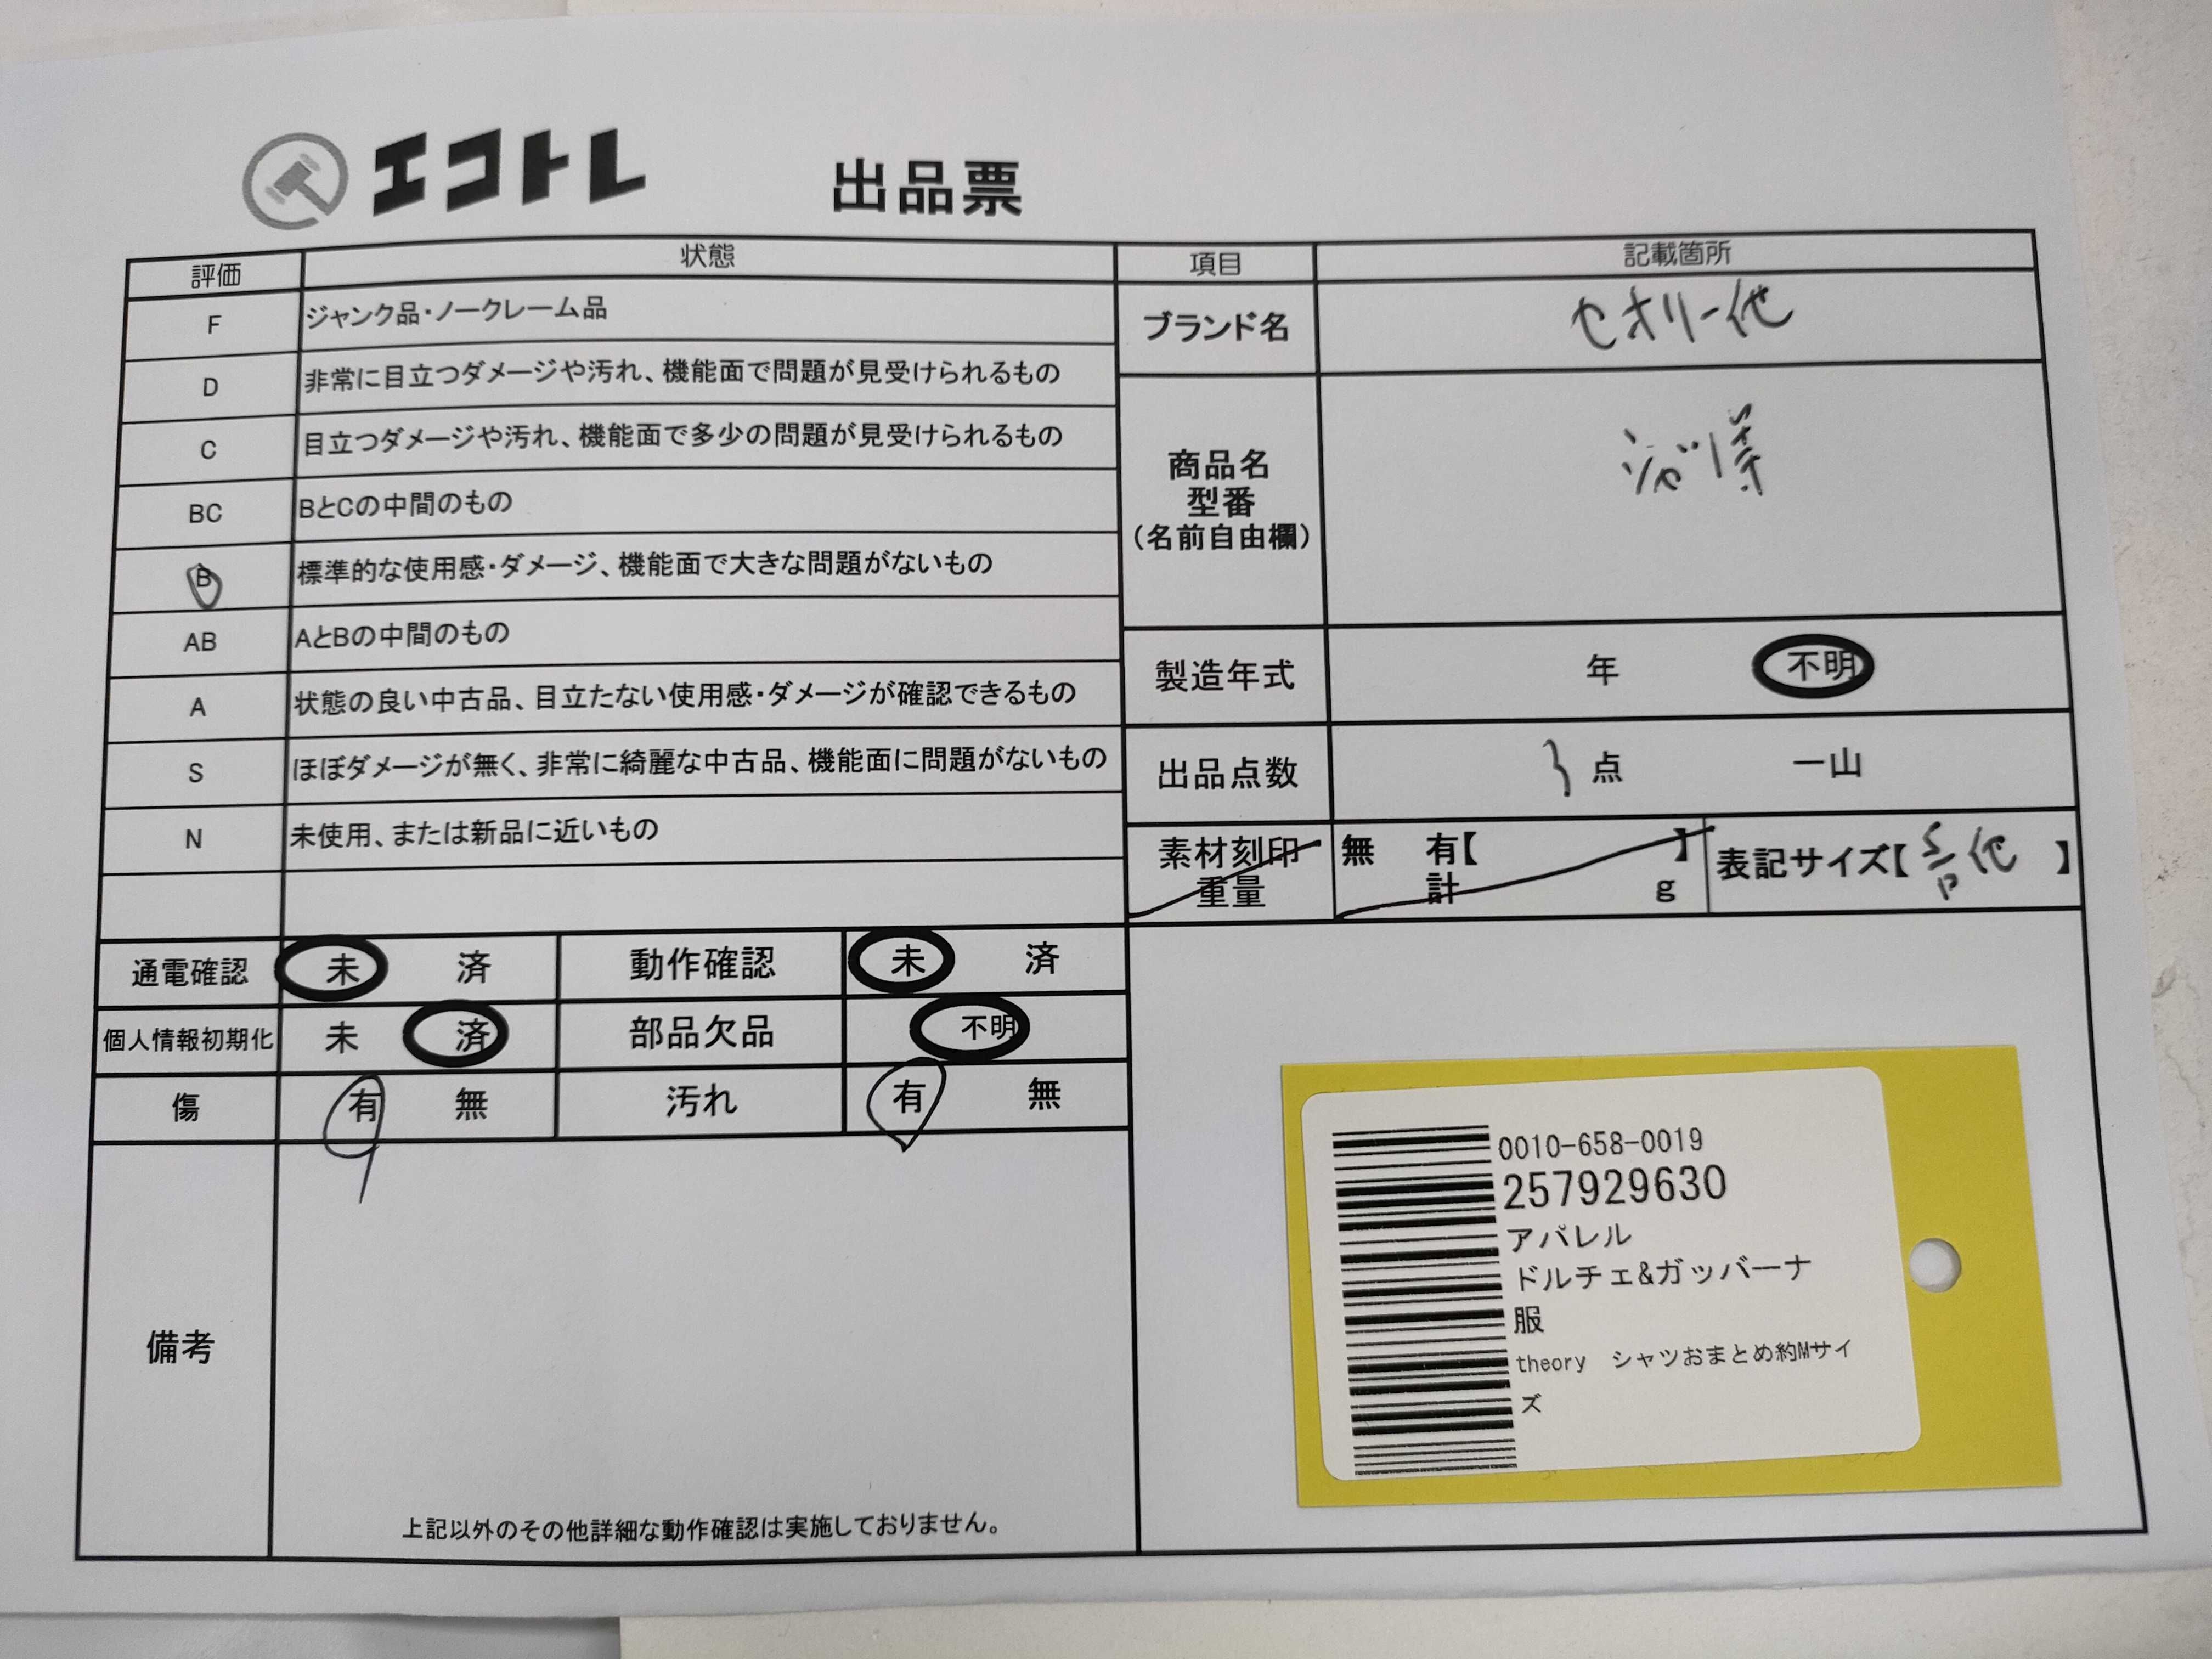 エコトレ 出品票
評価 状態 項目 記載箇所
F ジャンク品・ノークレーム品
D 非常に目立つダメージや汚れ、機能面で問題が見受けられるもの
C 目立つダメージや汚れ、機能面で多少の問題が見受けられるもの
BC BとCの中間のもの
B 標準的な使用感・ダメージ、機能面で大きな問題がないもの
AB AとBの中間のもの
A 状態の良い中古品、目立たない使用感・ダメージが確認できるもの
S ほぼダメージが無く、非常に綺麗な中古品、機能面に問題がないもの
N 未使用、または新品に近いもの
ブランド名 セオリー他
商品名
型番
(名前自由欄)
等
製造年式 年 不明
出品点数 3 点 一山
素材刻印 無 有【 】
重量 計 g
表記サイズ【 他 】
通電確認 未 済 動作確認 未 済
個人情報初期化 未 済 部品欠品 不明
傷 有 無 汚れ 有 無
備考
上記以外のその他詳細な動作確認は実施しておりません。
0010-658-0019
257929630
アパレル
ドルチェ&ガッバーナ
服
theory シャツおまとめ約Mサイ
ズ